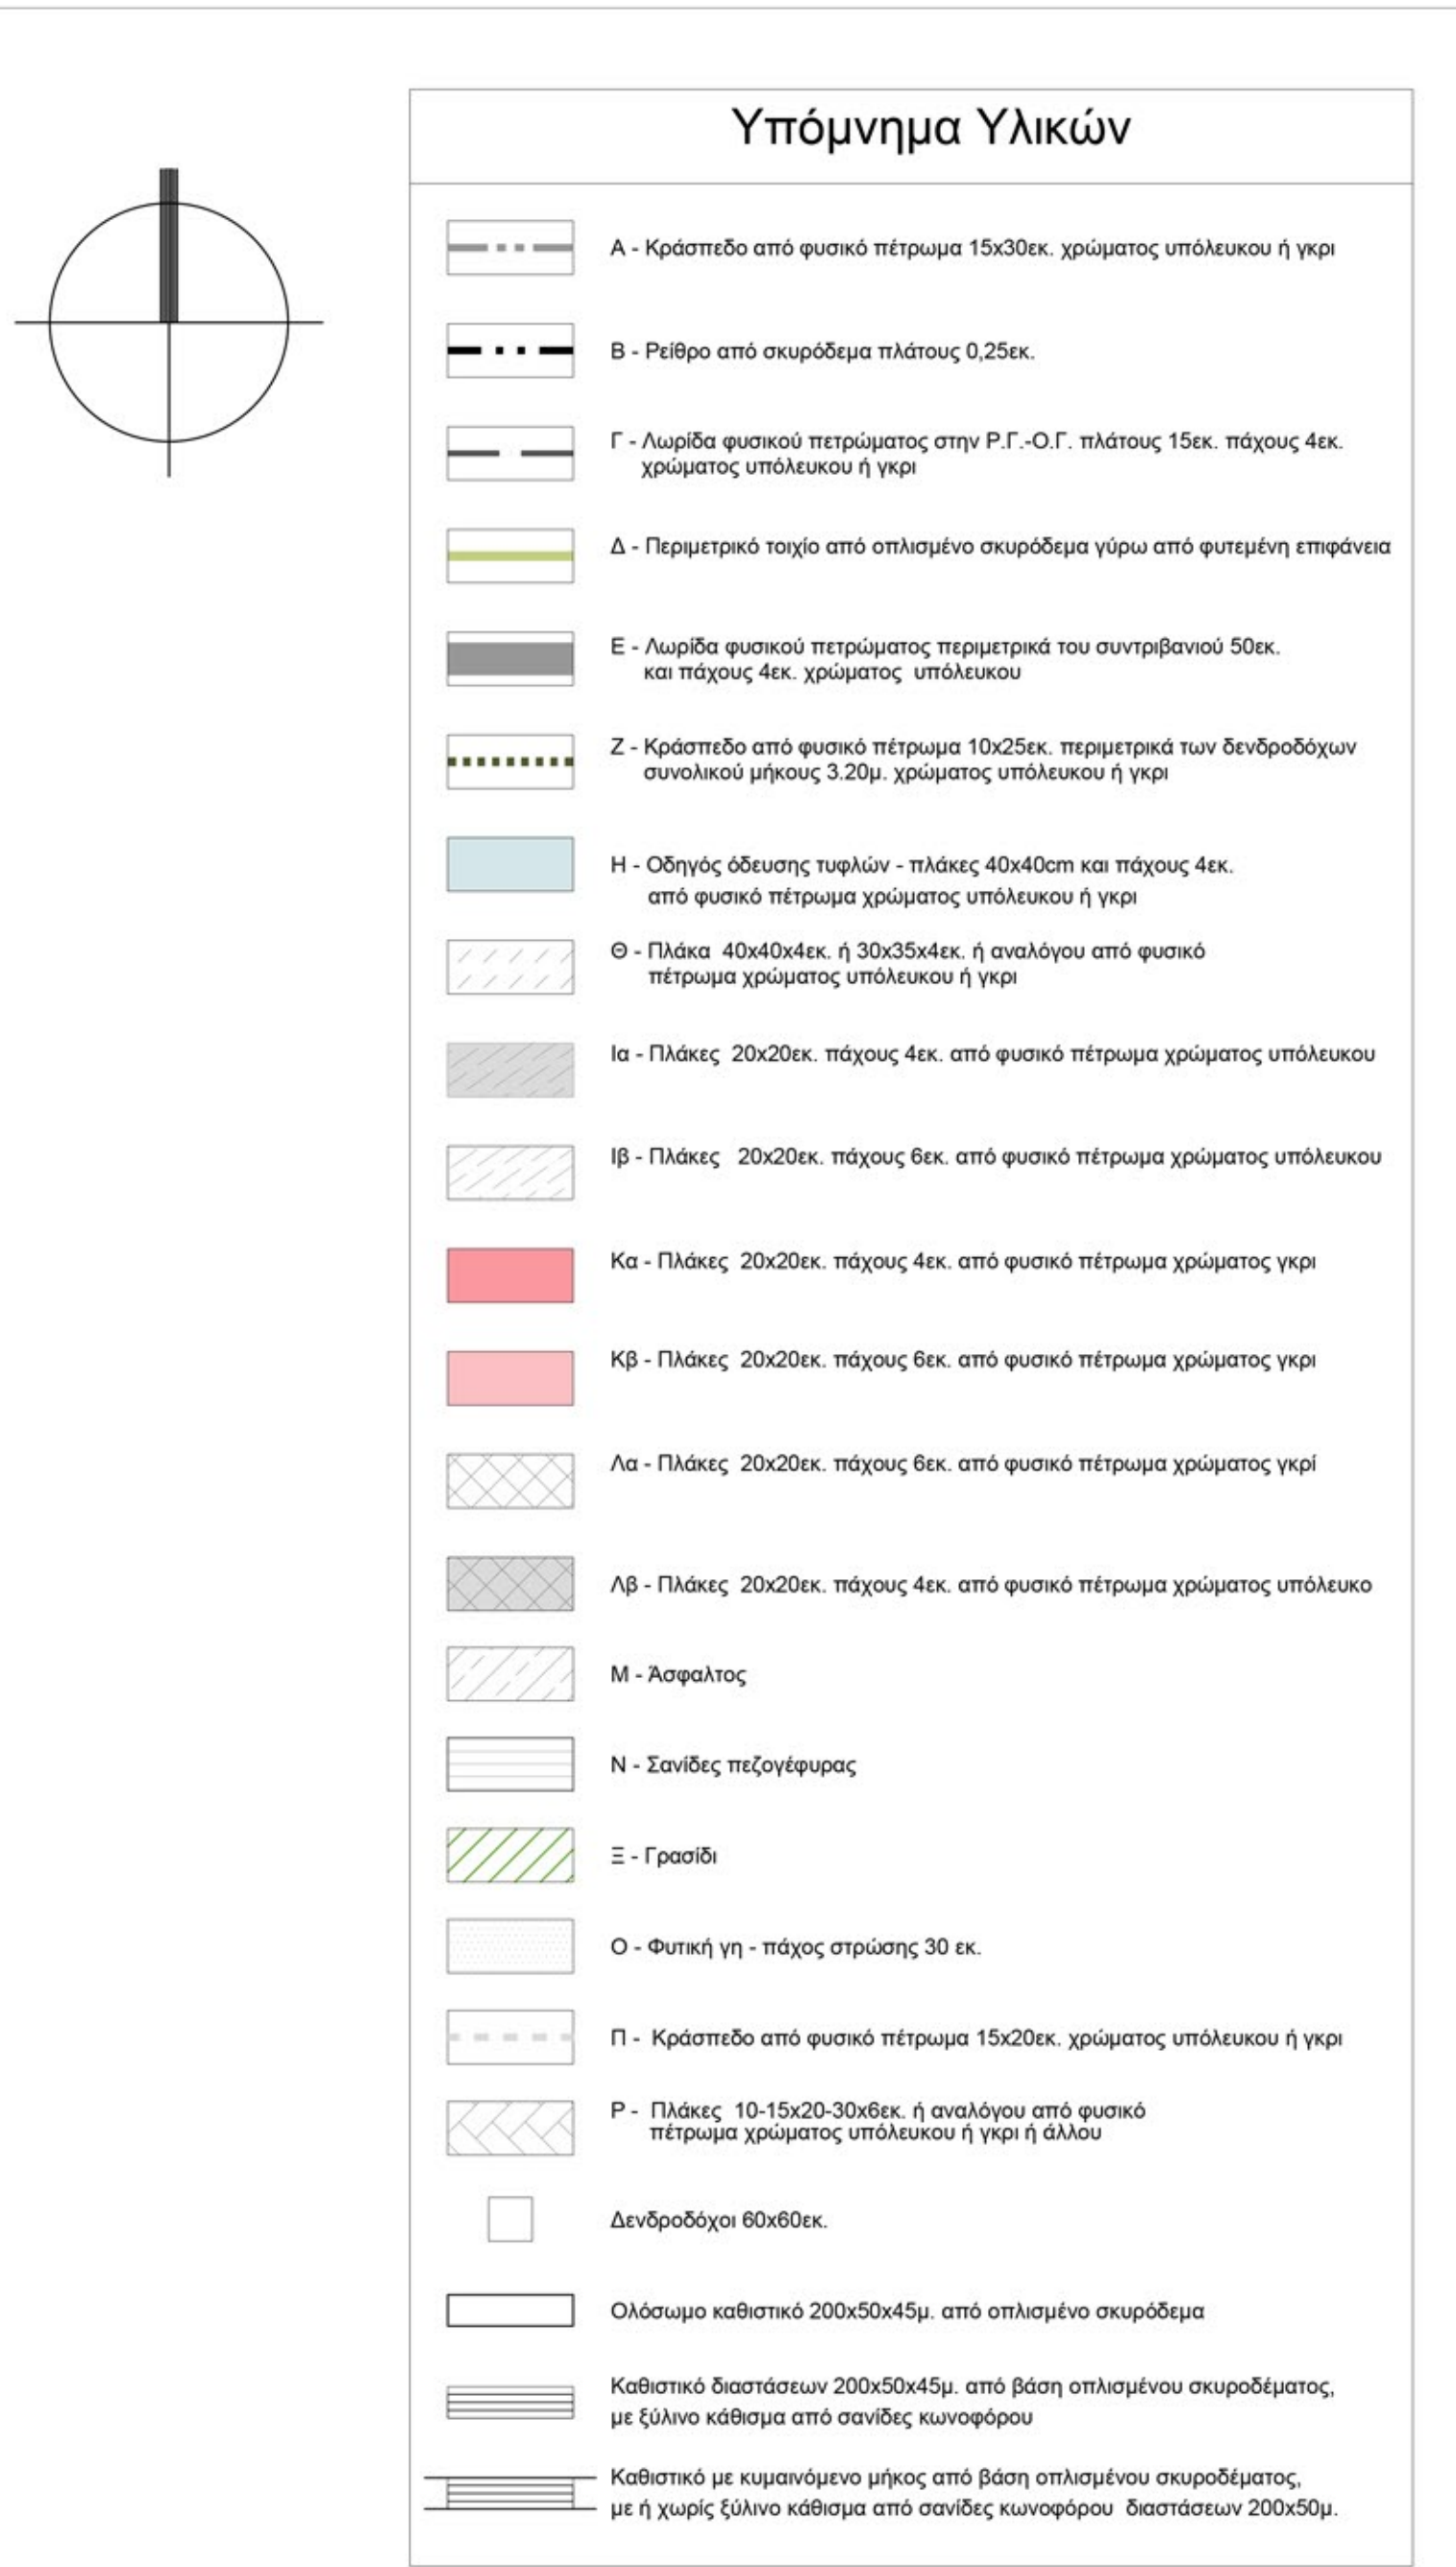 Υπόμνημα Υλικών
Α - Κράσπεδο από φυσικό πέτρωμα 15x30εκ. χρώματος υπόλευκου ή γκρι
Β - Ρείθρο από σκυρόδεμα πλάτους 0,25εκ.
Γ - Λωρίδα φυσικού πετρώματος στην Ρ.Γ.-Ο.Γ. πλάτους 15εκ. πάχους 4εκ.
χρώματος υπόλευκου ή γκρι
Δ - Περιμετρικό τοιχίο από οπλισμένο σκυρόδεμα γύρω από φυτεμένη επιφάνεια
Ε - Λωρίδα φυσικού πετρώματος περιμετρικά του συντριβανιού 50εκ.
και πάχους 4εκ. χρώματος υπόλευκου
Ζ - Κράσπεδο από φυσικό πέτρωμα 10x25εκ. περιμετρικά των δενδροδόχων
συνολικού μήκους 3.20μ. χρώματος υπόλευκου ή γκρι
Η - Οδηγός όδευσης τυφλών - πλάκες 40x40cm και πάχους 4εκ.
από φυσικό πέτρωμα χρώματος υπόλευκου ή γκρι
Θ - Πλάκα 40x40x4εκ. ή 30x35x4εκ. ή αναλόγου από φυσικό
πέτρωμα χρώματος υπόλευκου ή γκρι
Ια - Πλάκες 20x20εκ. πάχους 4εκ. από φυσικό πέτρωμα χρώματος υπόλευκου
Ιβ - Πλάκες 20x20εκ. πάχους 6εκ. από φυσικό πέτρωμα χρώματος υπόλευκου
Κα - Πλάκες 20x20εκ. πάχους 4εκ. από φυσικό πέτρωμα χρώματος γκρι
Κβ - Πλάκες 20x20εκ. πάχους 6εκ. από φυσικό πέτρωμα χρώματος γκρι
Λα - Πλάκες 20x20εκ. πάχους 6εκ. από φυσικό πέτρωμα χρώματος γκρί
Λβ - Πλάκες 20x20εκ. πάχους 4εκ. από φυσικό πέτρωμα χρώματος υπόλευκο
Μ - Άσφαλτος
Ν - Σανίδες πεζογέφυρας
Ξ - Γρασίδι
Ο - Φυτική γη - πάχος στρώσης 30 εκ.
Π - Κράσπεδο από φυσικό πέτρωμα 15x20εκ. χρώματος υπόλευκου ή γκρι
Ρ - Πλάκες 10-15x20-30x6εκ. ή αναλόγου από φυσικό
πέτρωμα χρώματος υπόλευκου ή γκρι ή άλλου
Δενδροδόχοι 60x60εκ.
Ολόσωμο καθιστικό 200x50x45μ. από οπλισμένο σκυρόδεμα
Καθιστικό διαστάσεων 200x50x45μ. από βάση οπλισμένου σκυροδέματος,
με ξύλινο κάθισμα από σανίδες κωνοφόρου
Καθιστικό με κυμαινόμενο μήκος από βάση οπλισμένου σκυροδέματος,
με ή χωρίς ξύλινο κάθισμα από σανίδες κωνοφόρου διαστάσεων 200x50μ.